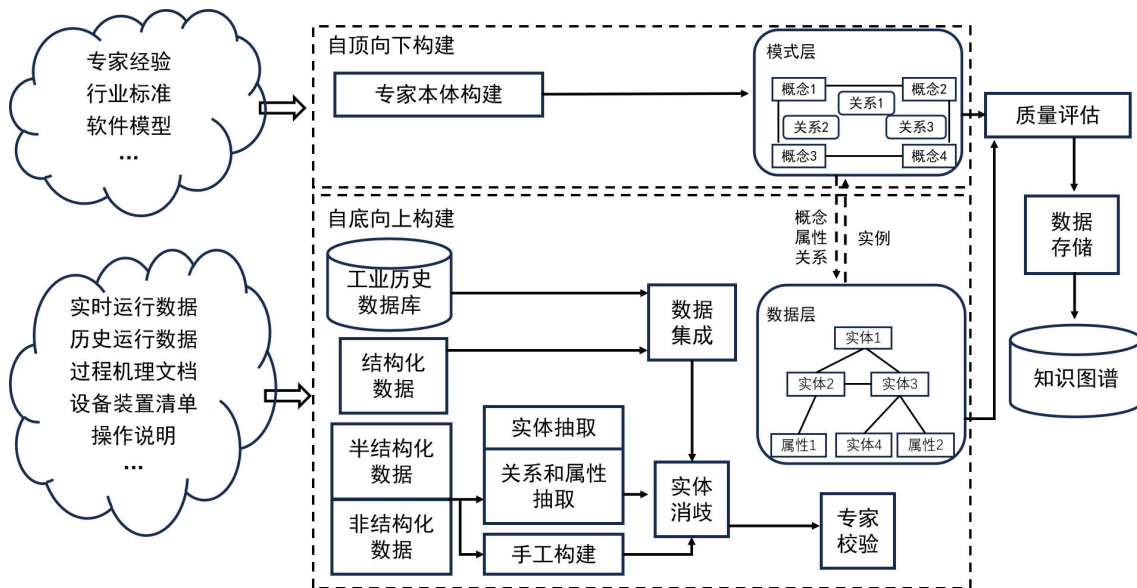 专家经验
行业标准
软件模型
...
自顶向下构建
专家本体构建
模式层
概念1
概念2
关系1
关系2
关系3
概念3
概念4
质量评估
数据
存储
知识图谱
自底向上构建
概念
属性
关系
实例
实时运行数据
历史运行数据
过程机理文档
设备装置清单
操作说明
...
工业历史
数据库
结构化
数据
数据
集成
半结构化
数据
非结构化
数据
实体抽取
关系和属性
抽取
手工构建
实体
消歧
专家
校验
数据层
实体1
实体2
实体3
属性1
实体4
属性2